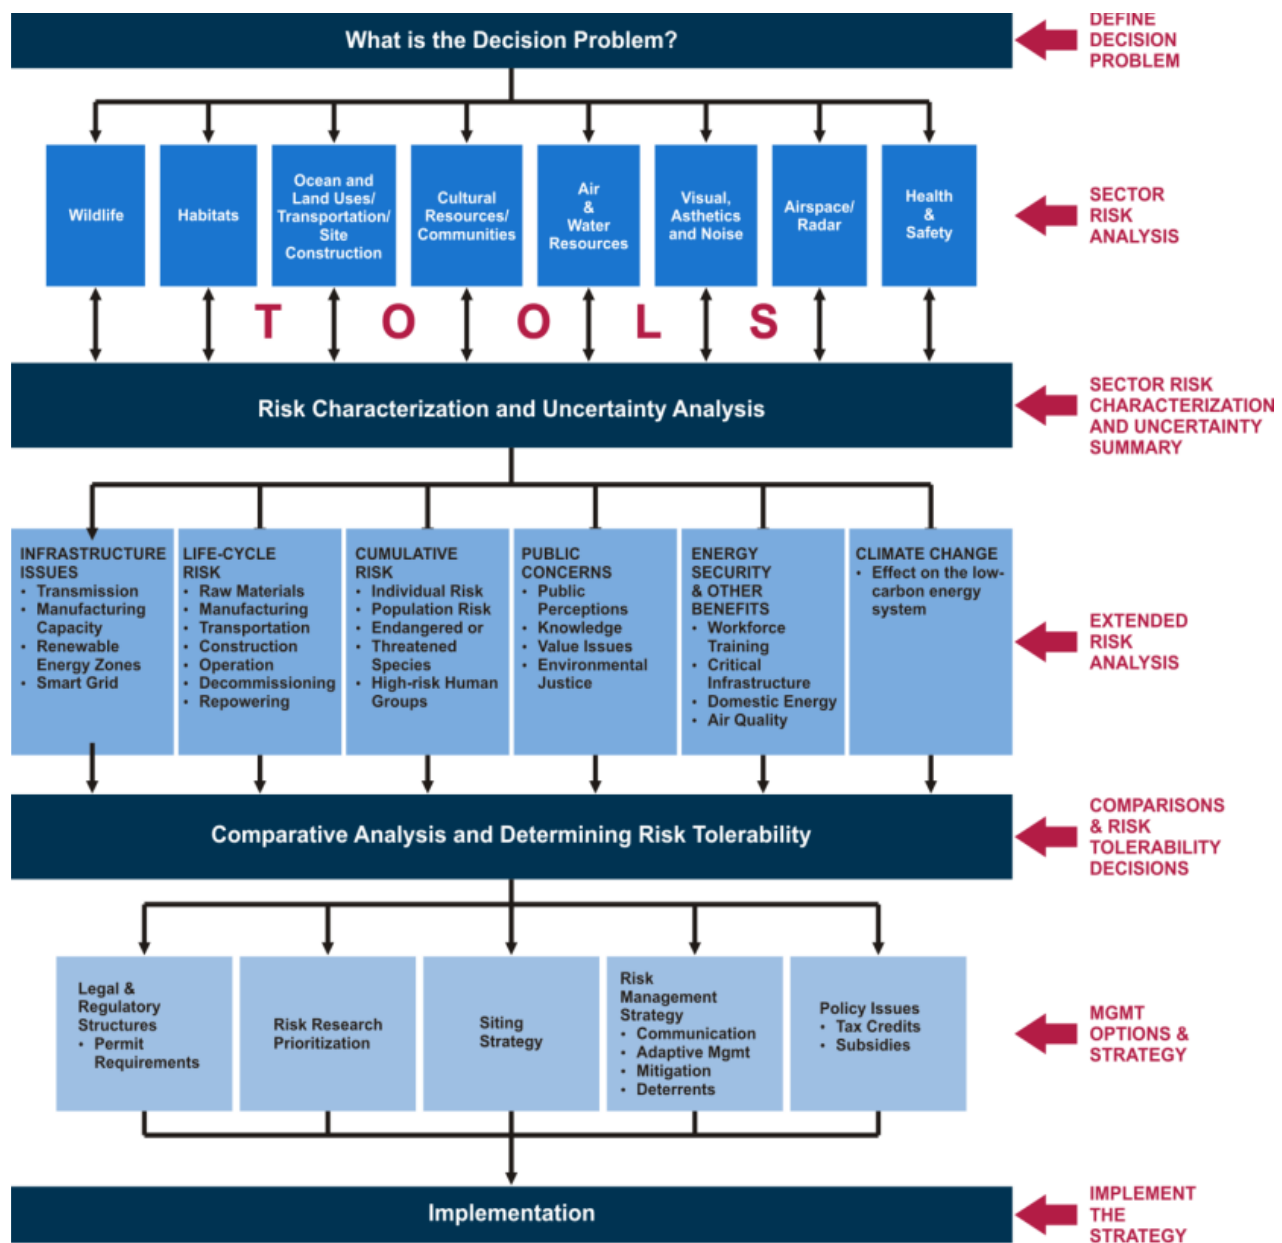 What is the Decision Problem?
DEFINE
DECISION
PROBLEM
Wildlife
Habitats
Ocean and
Land Uses/
Transportation/
Site
Construction
Cultural
Resources/
Communities
Air
&
Water
Resources
Visual,
Asthetics
and Noise
Airspace/
Radar
Health
&
Safety
SECTOR
RISK
ANALYSIS
T O O L S
Risk Characterization and Uncertainty Analysis
SECTOR RISK
CHARACTERIZATION
AND UNCERTAINTY
SUMMARY
INFRASTRUCTURE
ISSUES
• Transmission
• Manufacturing
Capacity
• Renewable
Energy Zones
• Smart Grid
LIFE-CYCLE
RISK
• Raw Materials
• Manufacturing
• Transportation
• Construction
• Operation
• Decommissioning
• Repowering
CUMULATIVE
RISK
• Individual Risk
• Population Risk
• Endangered or
• Threatened
Species
• High-risk Human
Groups
PUBLIC
CONCERNS
• Public
Perceptions
• Knowledge
• Value Issues
• Environmental
Justice
ENERGY
SECURITY
& OTHER
BENEFITS
• Workforce
Training
• Critical
Infrastructure
• Domestic Energy
• Air Quality
CLIMATE CHANGE
• Effect on the low-
carbon energy
system
EXTENDED
RISK
ANALYSIS
Comparative Analysis and Determining Risk Tolerability
COMPARISONS
& RISK
TOLERABILITY
DECISIONS
Legal &
Regulatory
Structures
• Permit
Requirements
Risk Research
Prioritization
Siting
Strategy
Risk
Management
Strategy
• Communication
• Adaptive Mgmt
• Mitigation
• Deterrents
Policy Issues
• Tax Credits
• Subsidies
MGMT
OPTIONS &
STRATEGY
Implementation
IMPLEMENT
THE
STRATEGY